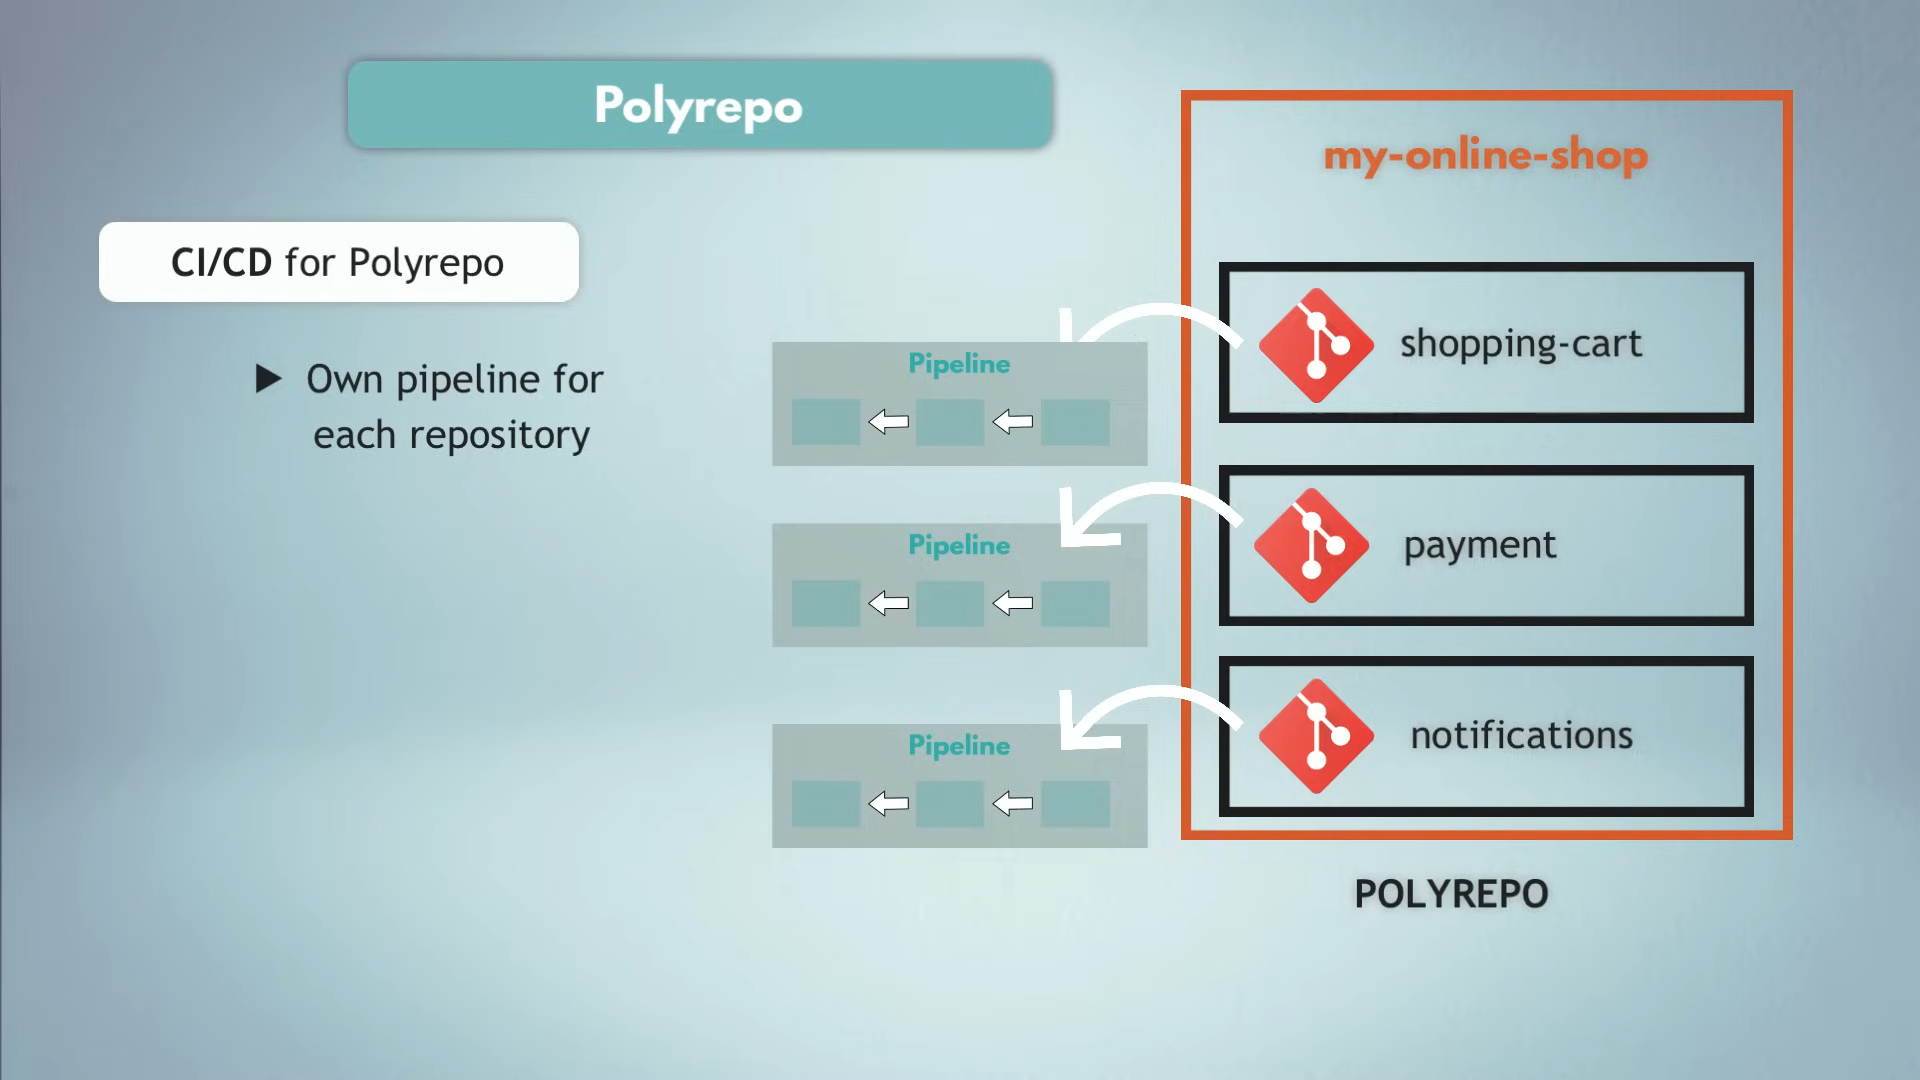 Polyrepo
CI/CD for Polyrepo
Own pipeline for
each repository
Pipeline
Pipeline
Pipeline
my-online-shop
shopping-cart
payment
notifications
POLYREPO